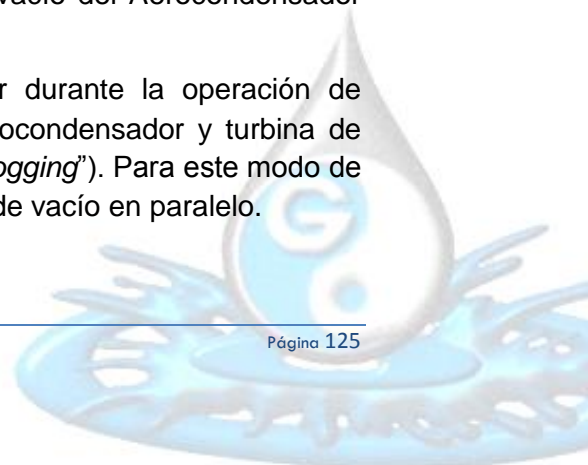 vacío del Aerocondensador
r durante la operación de
ocondensador y turbina de
ogging”). Para este modo de
de vacío en paralelo.
G
Página 125